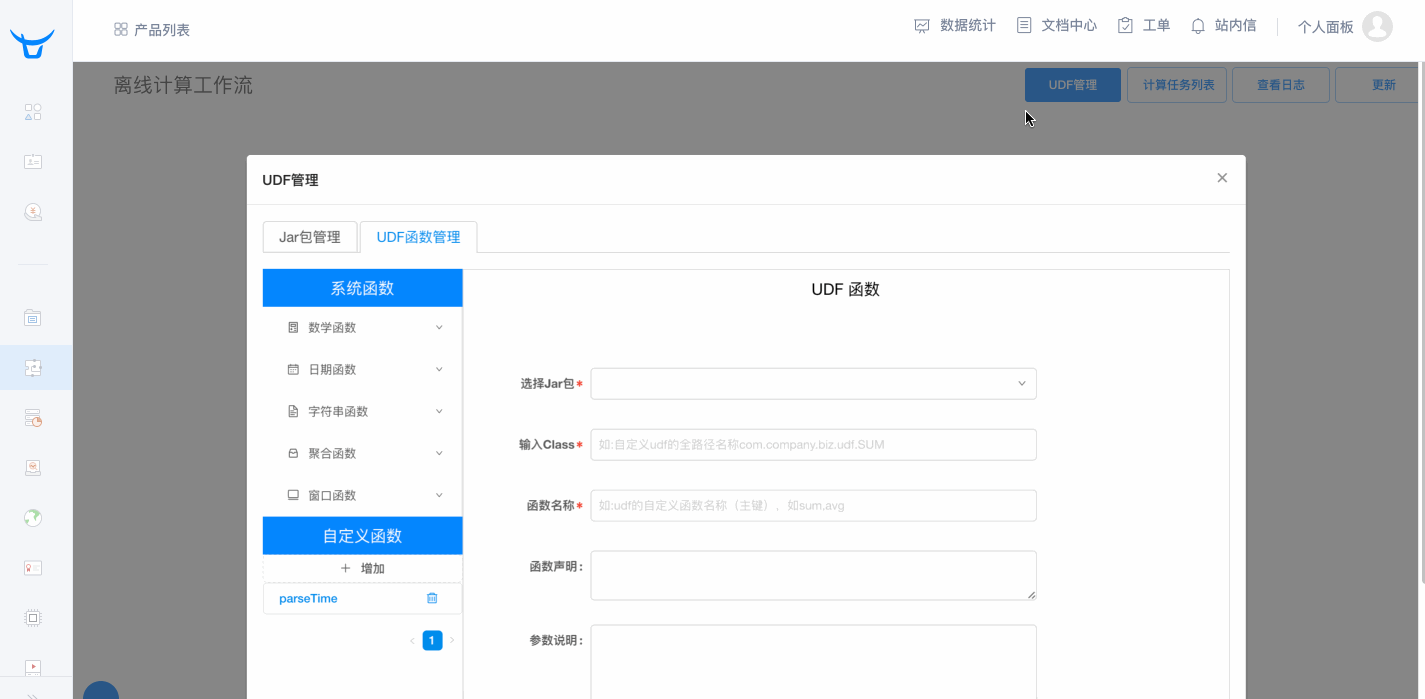 产品列表
数据统计
文档中心
工单
站内信
个人面板
离线计算工作流
UDF管理
计算任务列表
查看日志
更新
UDF管理
Jar包管理
UDF函数管理
系统函数
UDF 函数
数学函数
日期函数
选择Jar包*
字符串函数
输入Class* 如:自定义udf的全路径名称com.company.biz.udf.SUM
聚合函数
窗口函数
函数名称* 如:udf的自定义函数名称（主键），如sum,avg
自定义函数
+ 增加
函数声明:
parseTime
参数说明:
< 1 >